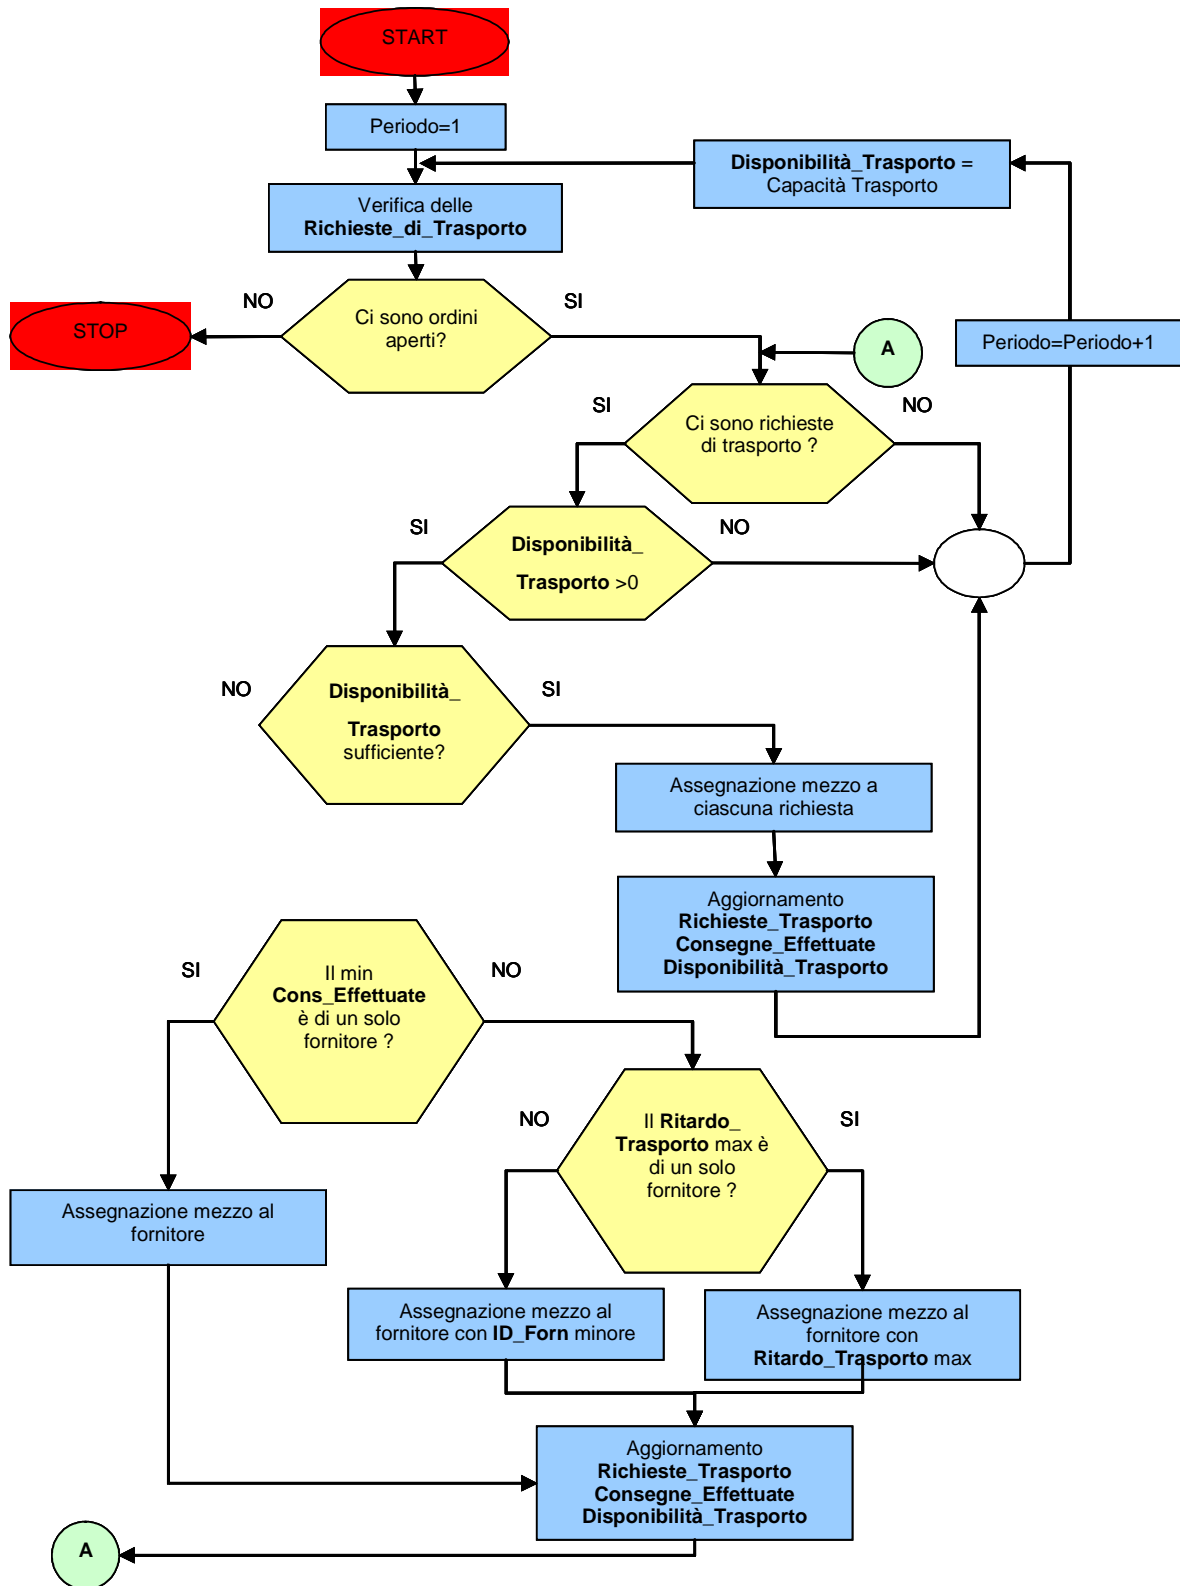 START
Periodo=1
Disponibilità_Trasporto =
Capacità Trasporto
Verifica delle
Richieste_di_Trasporto
NO
SI
STOP
Ci sono ordini
aperti?
A
Periodo=Periodo+1
SI
NO
Ci sono richieste
di trasporto ?
SI
NO
Disponibilità_
Trasporto >0
NO
SI
Disponibilità_
Trasporto
sufficiente?
Assegnazione mezzo a
ciascuna richiesta
Aggiornamento
Richieste_Trasporto
Consegne_Effettuate
Disponibilità_Trasporto
SI
NO
Il min
Cons_Effettuate
è di un solo
fornitore ?
NO
SI
Il Ritardo_
Trasporto max è
di un solo
fornitore ?
Assegnazione mezzo al
fornitore
Assegnazione mezzo al
fornitore con ID_Forn minore
Assegnazione mezzo al
fornitore con
Ritardo_Trasporto max
Aggiornamento
Richieste_Trasporto
Consegne_Effettuate
Disponibilità_Trasporto
A